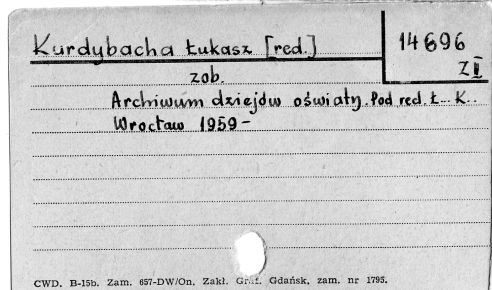 Kurdybacha Łukasz [red.]
14696
Z II
zob.
Archiwum dziejów oświaty. Pod red. Ł. K.
Wrocław 1959-
CWD. B-15b. Zam. 657-DW/On. Zakł. Graf. Gdańsk, zam. nr 1795.